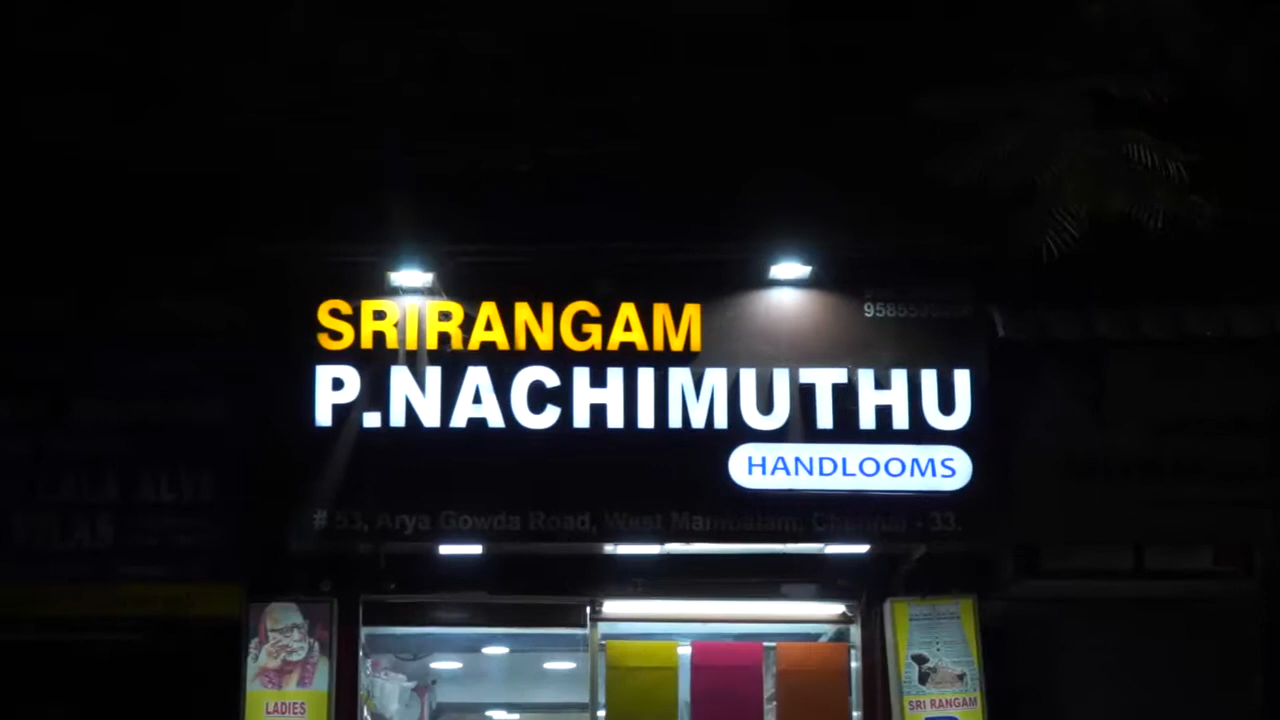 SRIRANGAM
P.NACHIMUTHU
HANDLOOMS
# 53, Arya Gowda Road, West Mambalam, Chennai - 33.
LADIES
SRI RANGAM